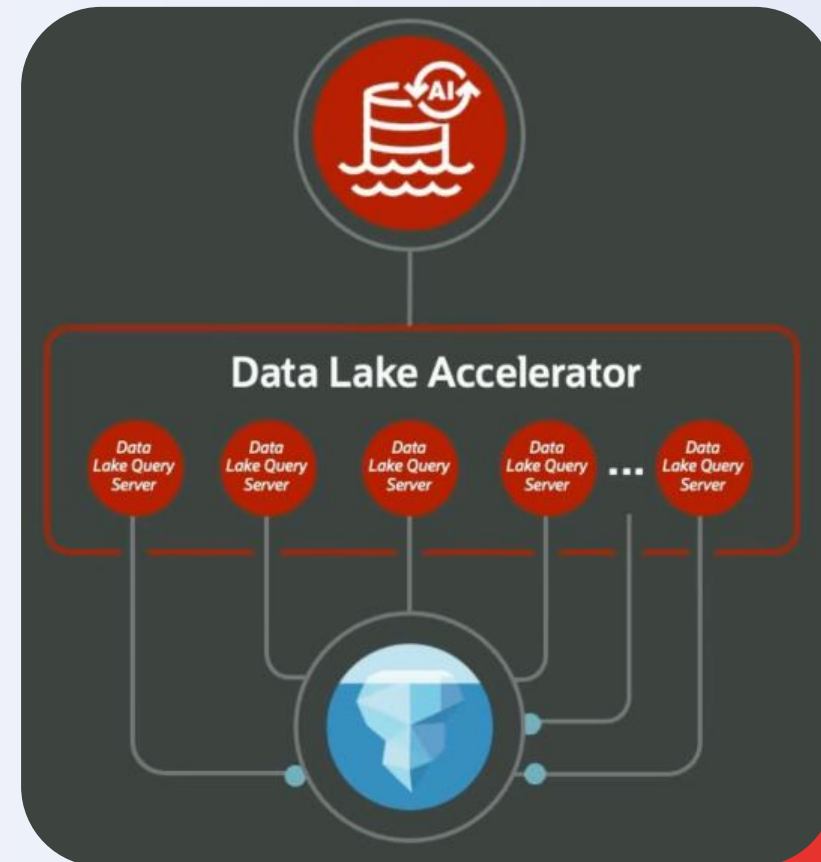 AI
Data Lake Accelerator
Data
Lake Query
Server
Data
Lake Query
Server
Data
Lake Query
Server
Data
Lake Query
Server
...
Data
Lake Query
Server